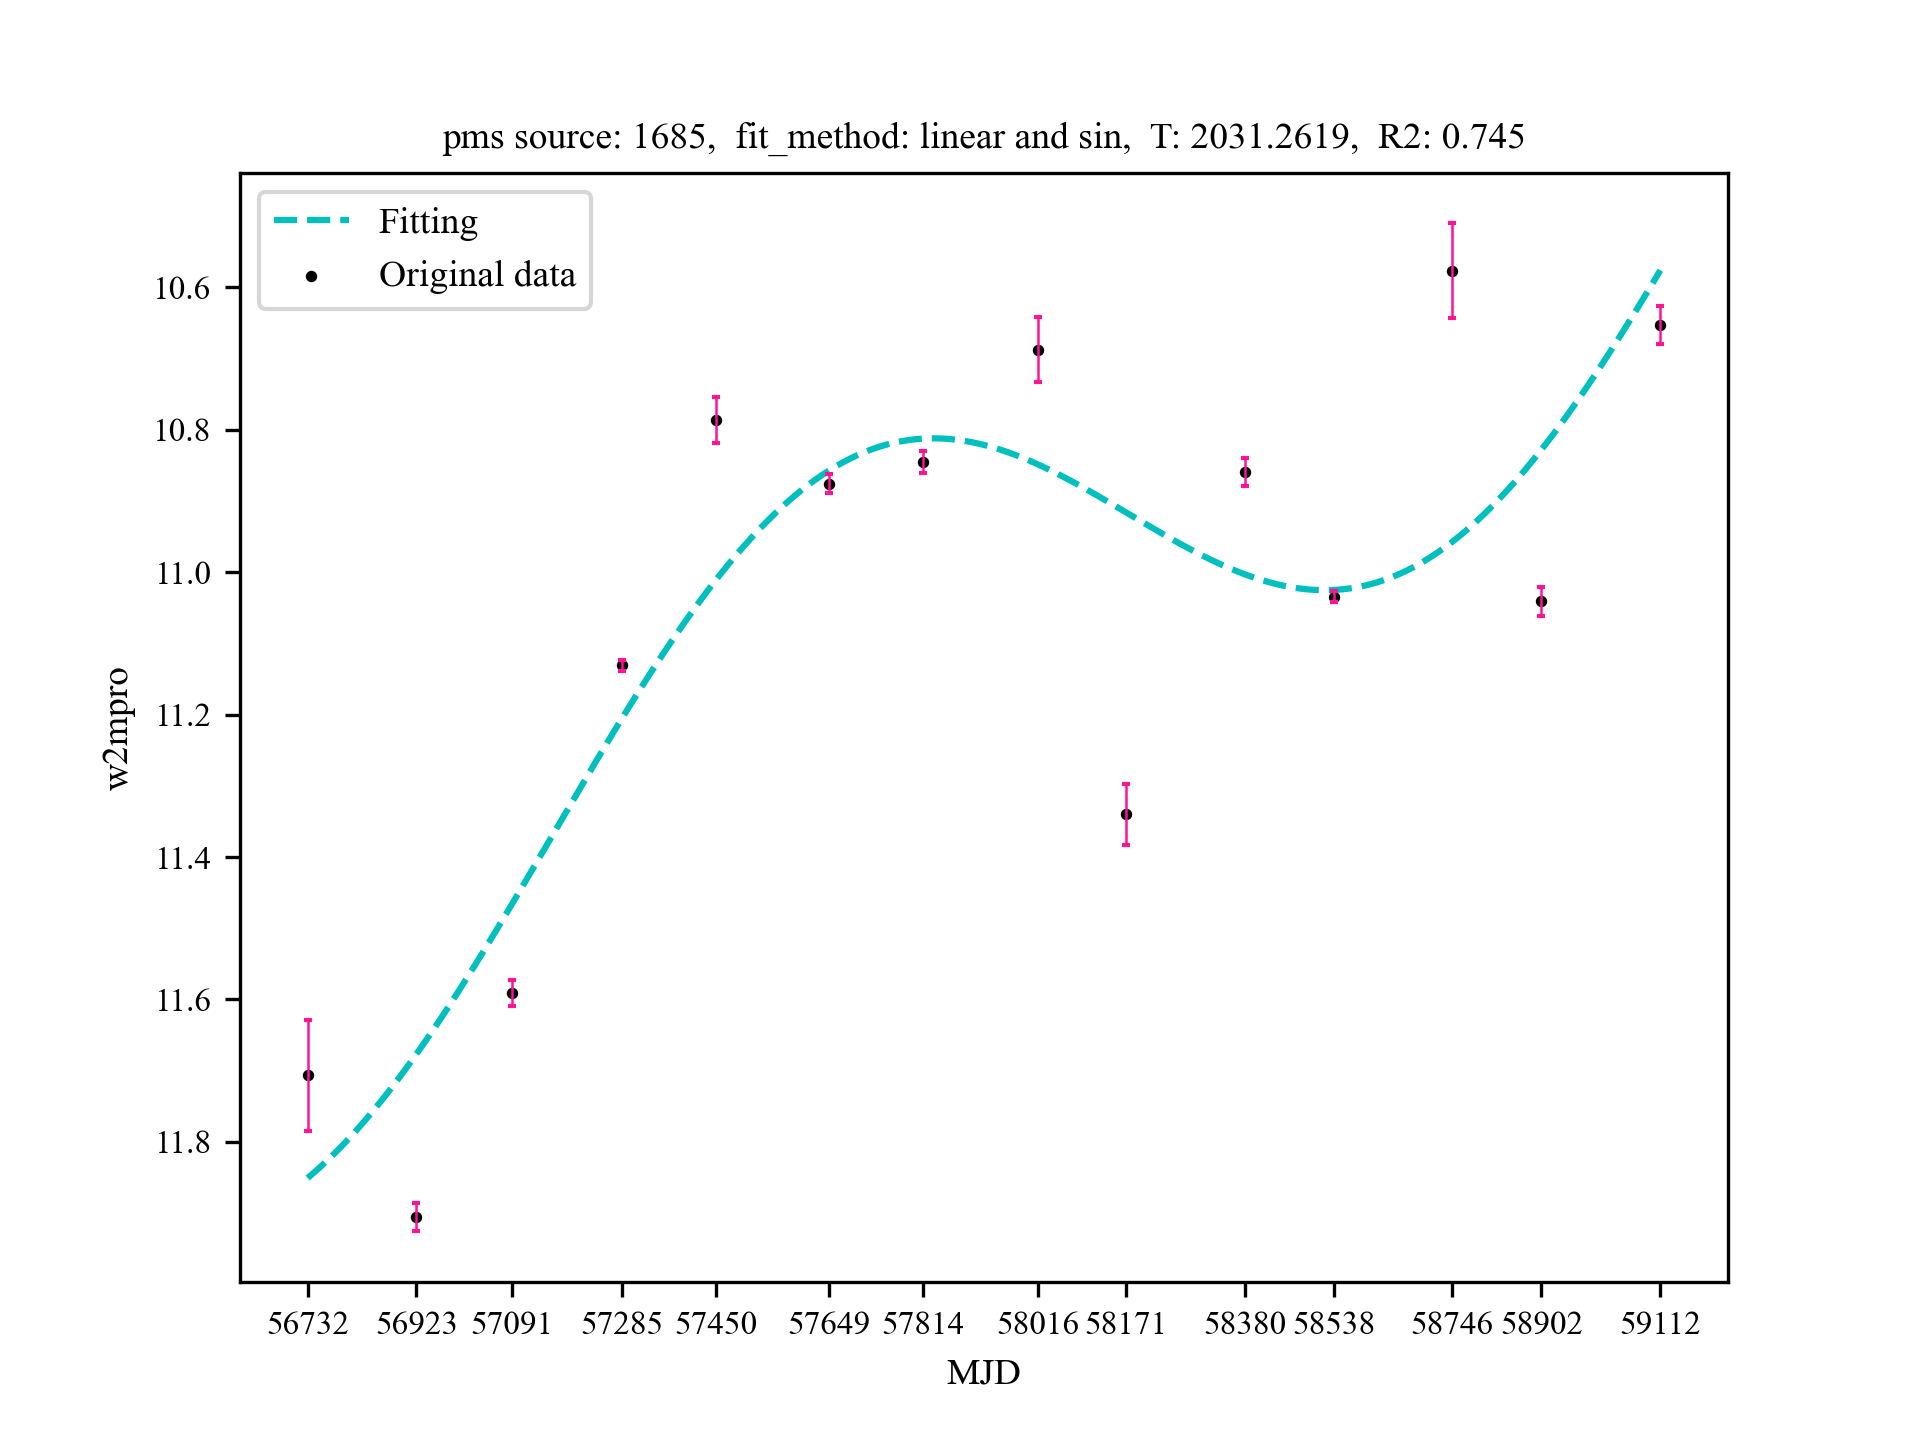 pms source: 1685,  fit_method: linear and sin,  T: 2031.2619,  R2: 0.745
Fitting
Original data
10.6
10.8
11.0
11.2
11.4
11.6
11.8
w2mpro
56732 56923 57091 57285 57450 57649 57814 58016 58171 58380 58538 58746 58902 59112
MJD